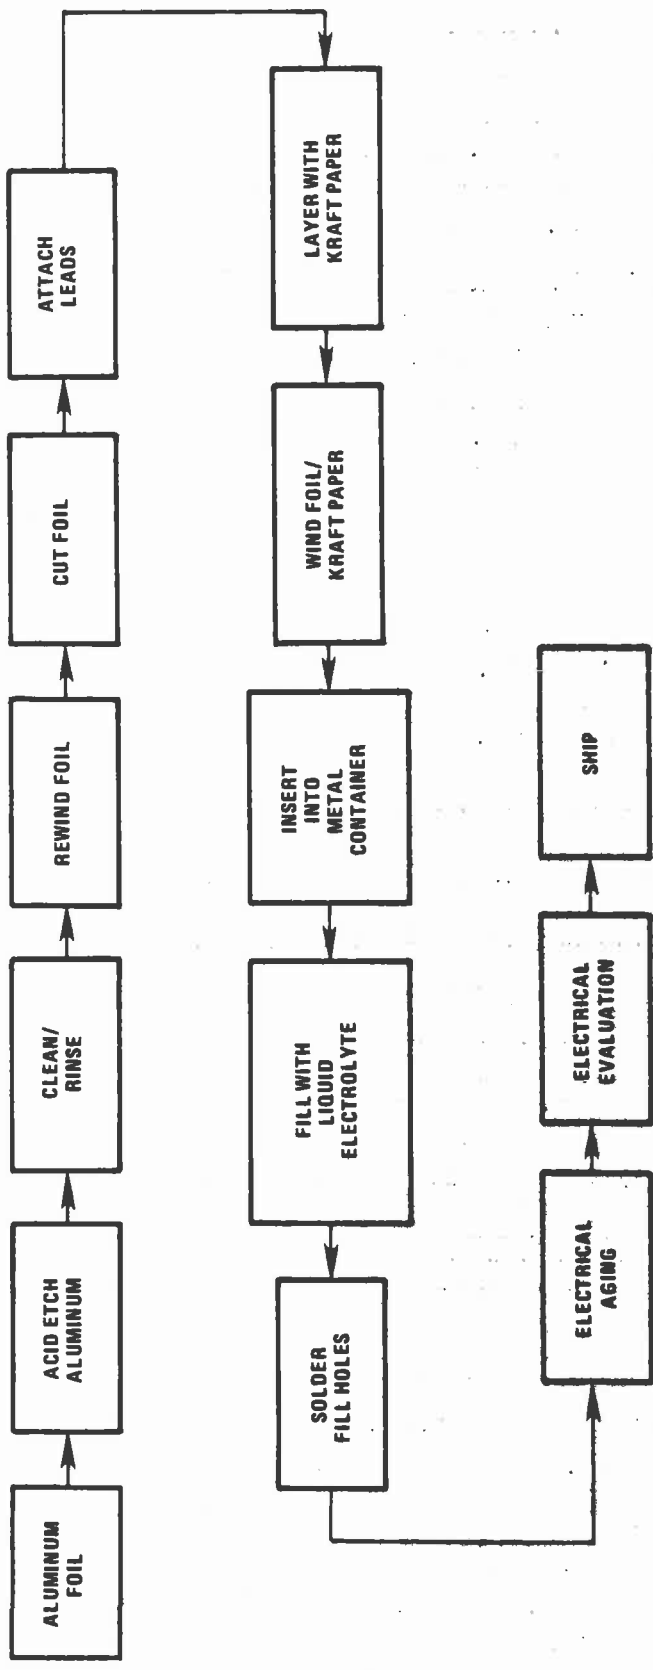 ALUMINUM
FOIL
ACID ETCH
ALUMINUM
CLEAN/
RINSE
REWIND FOIL
CUT FOIL
ATTACH
LEADS
LAYER WITH
KRAFT PAPER
WIND FOIL/
KRAFT PAPER
INSERT
INTO
METAL
CONTAINER
FILL WITH
LIQUID
ELECTROLYTE
SOLDER
FILL HOLES
ELECTRICAL
AGING
ELECTRICAL
EVALUATION
SHIP